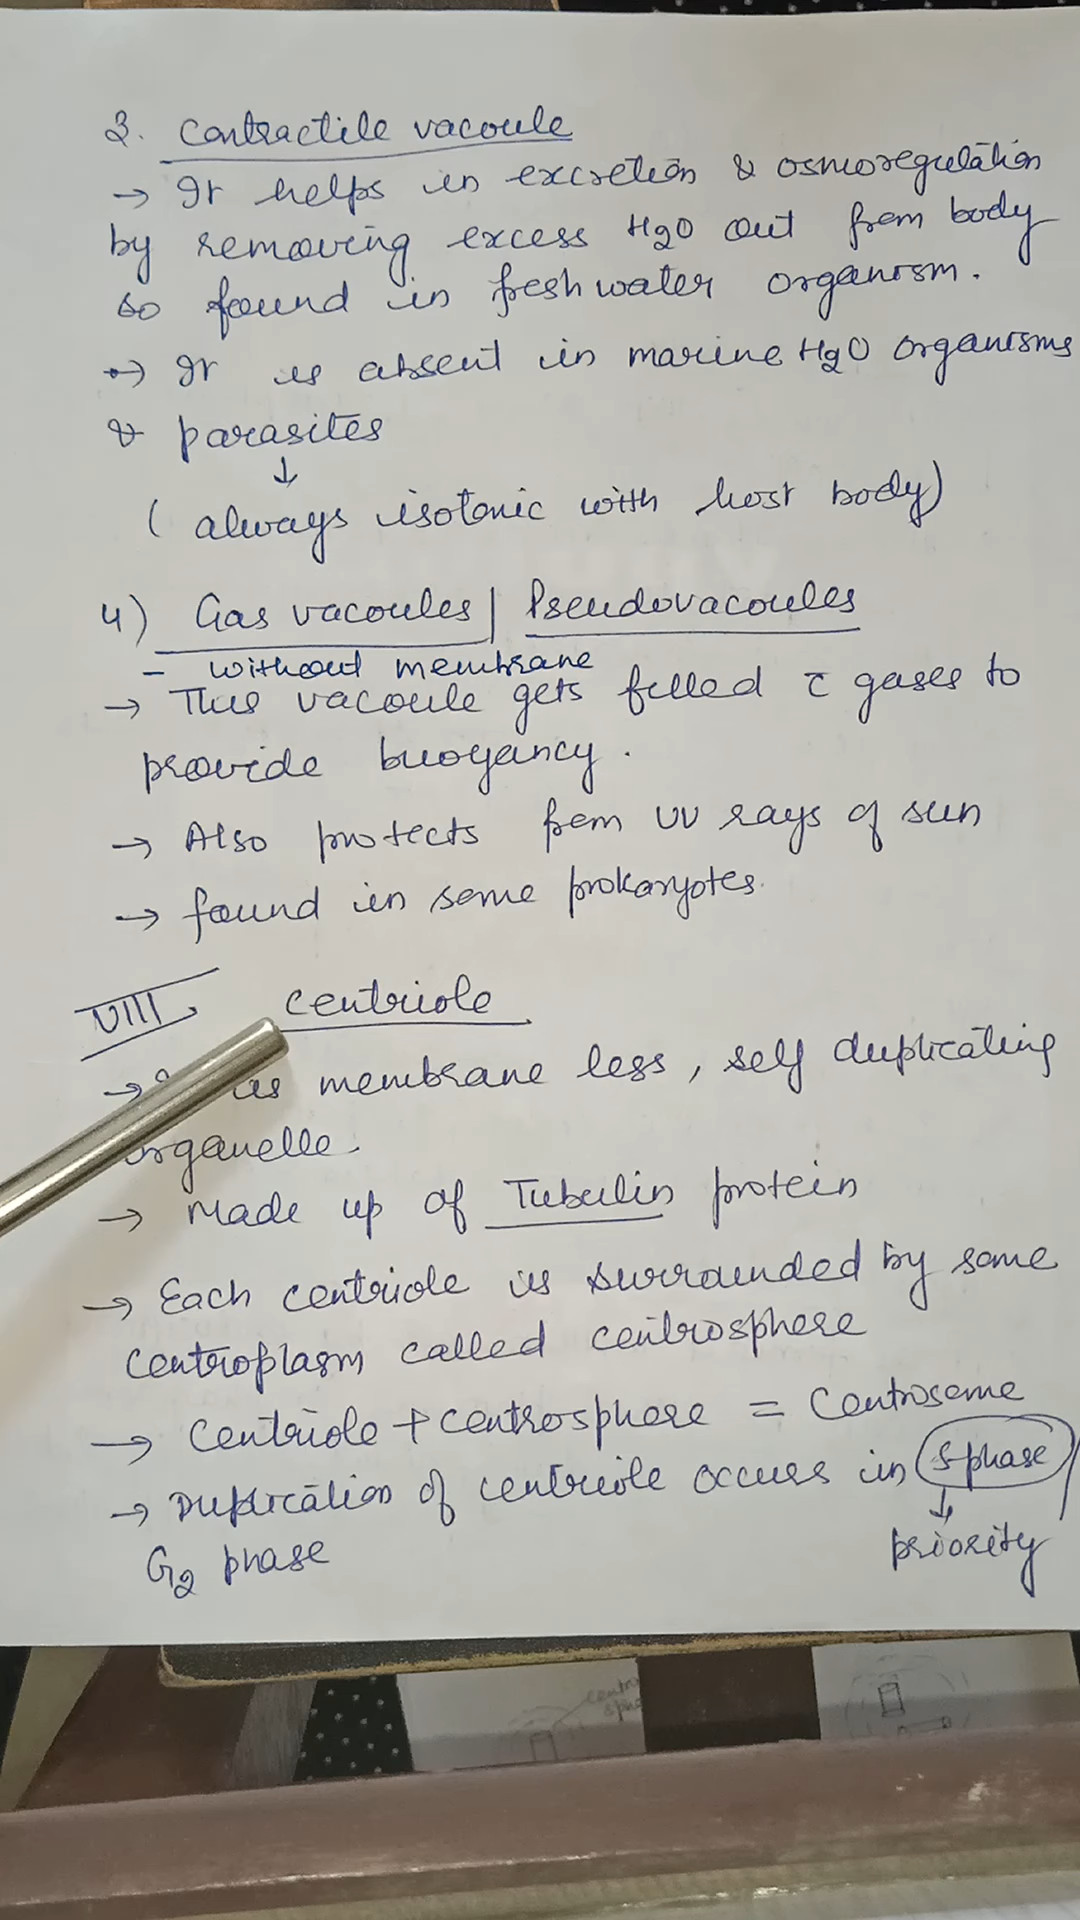 3. Contractile vacoule
→ It helps in excretion & osmoregulation
by removing excess H2O out from body
so found in freshwater organism.
→ It is absent in marine H2O organisms
& parasites
↓
( always isotonic with host body)
4) Gas vacoules | Pseudovacoules
- without membrane
→ This vacoule gets filled c̄ gases to
provide buoyancy.
→ Also protects from UV rays of sun
→ found in some prokaryotes.
VIII Centriole
→ is membrane less, self duplicating
organelle.
→ Made up of Tubulin protein
→ Each centriole is surrounded by some
centroplasm called centrosphere
→ Centriole + centrosphere = Centrosome
→ Duplication of centriole occurs in S phase /
↓
G2 phase priority